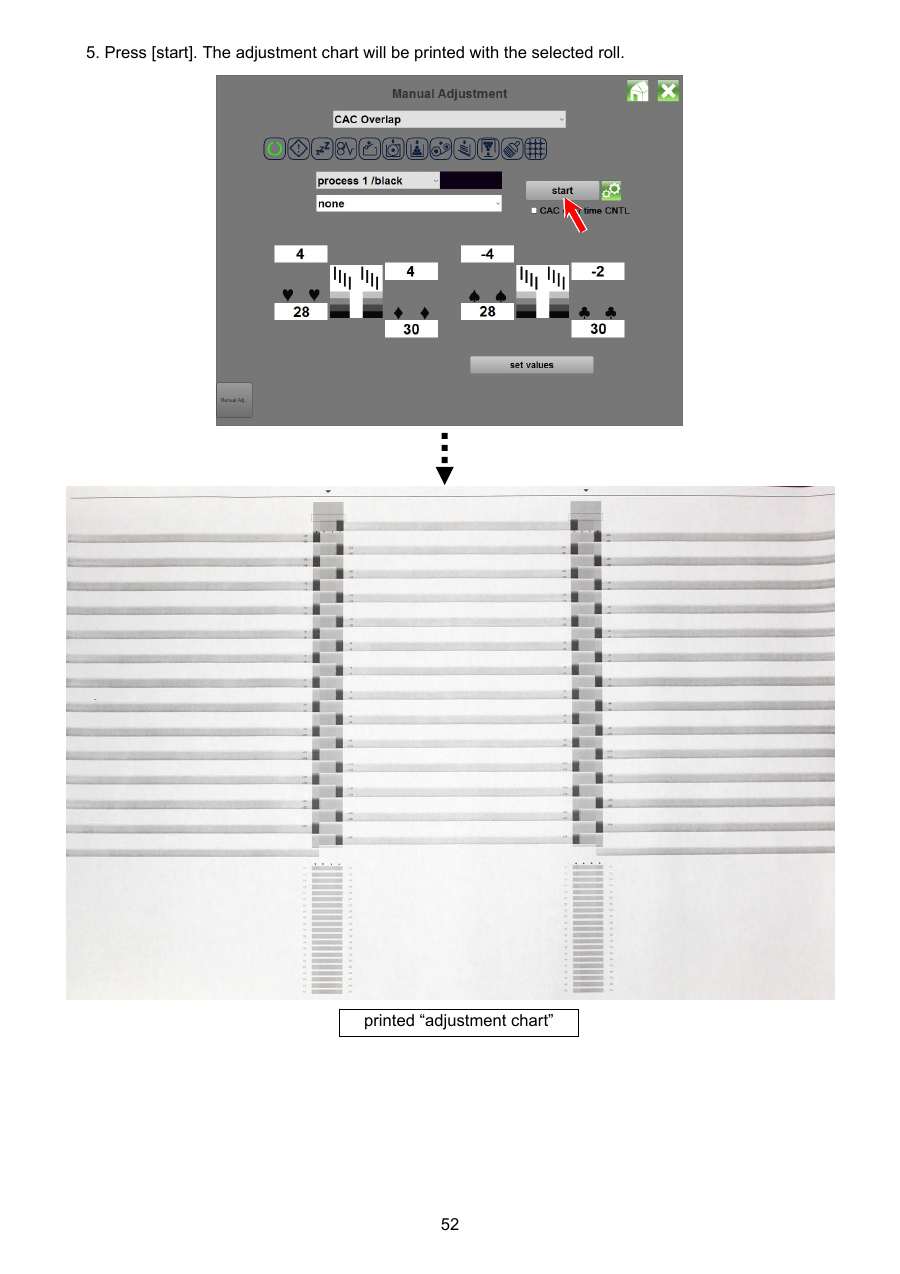 5. Press [start]. The adjustment chart will be printed with the selected roll.
Manual Adjustment
CAC Overlap
process 1 /black
start
none
CAC time CNTL
4
-4
4
-2
28
28
30
30
set values
Manual Adj.
printed “adjustment chart”
52